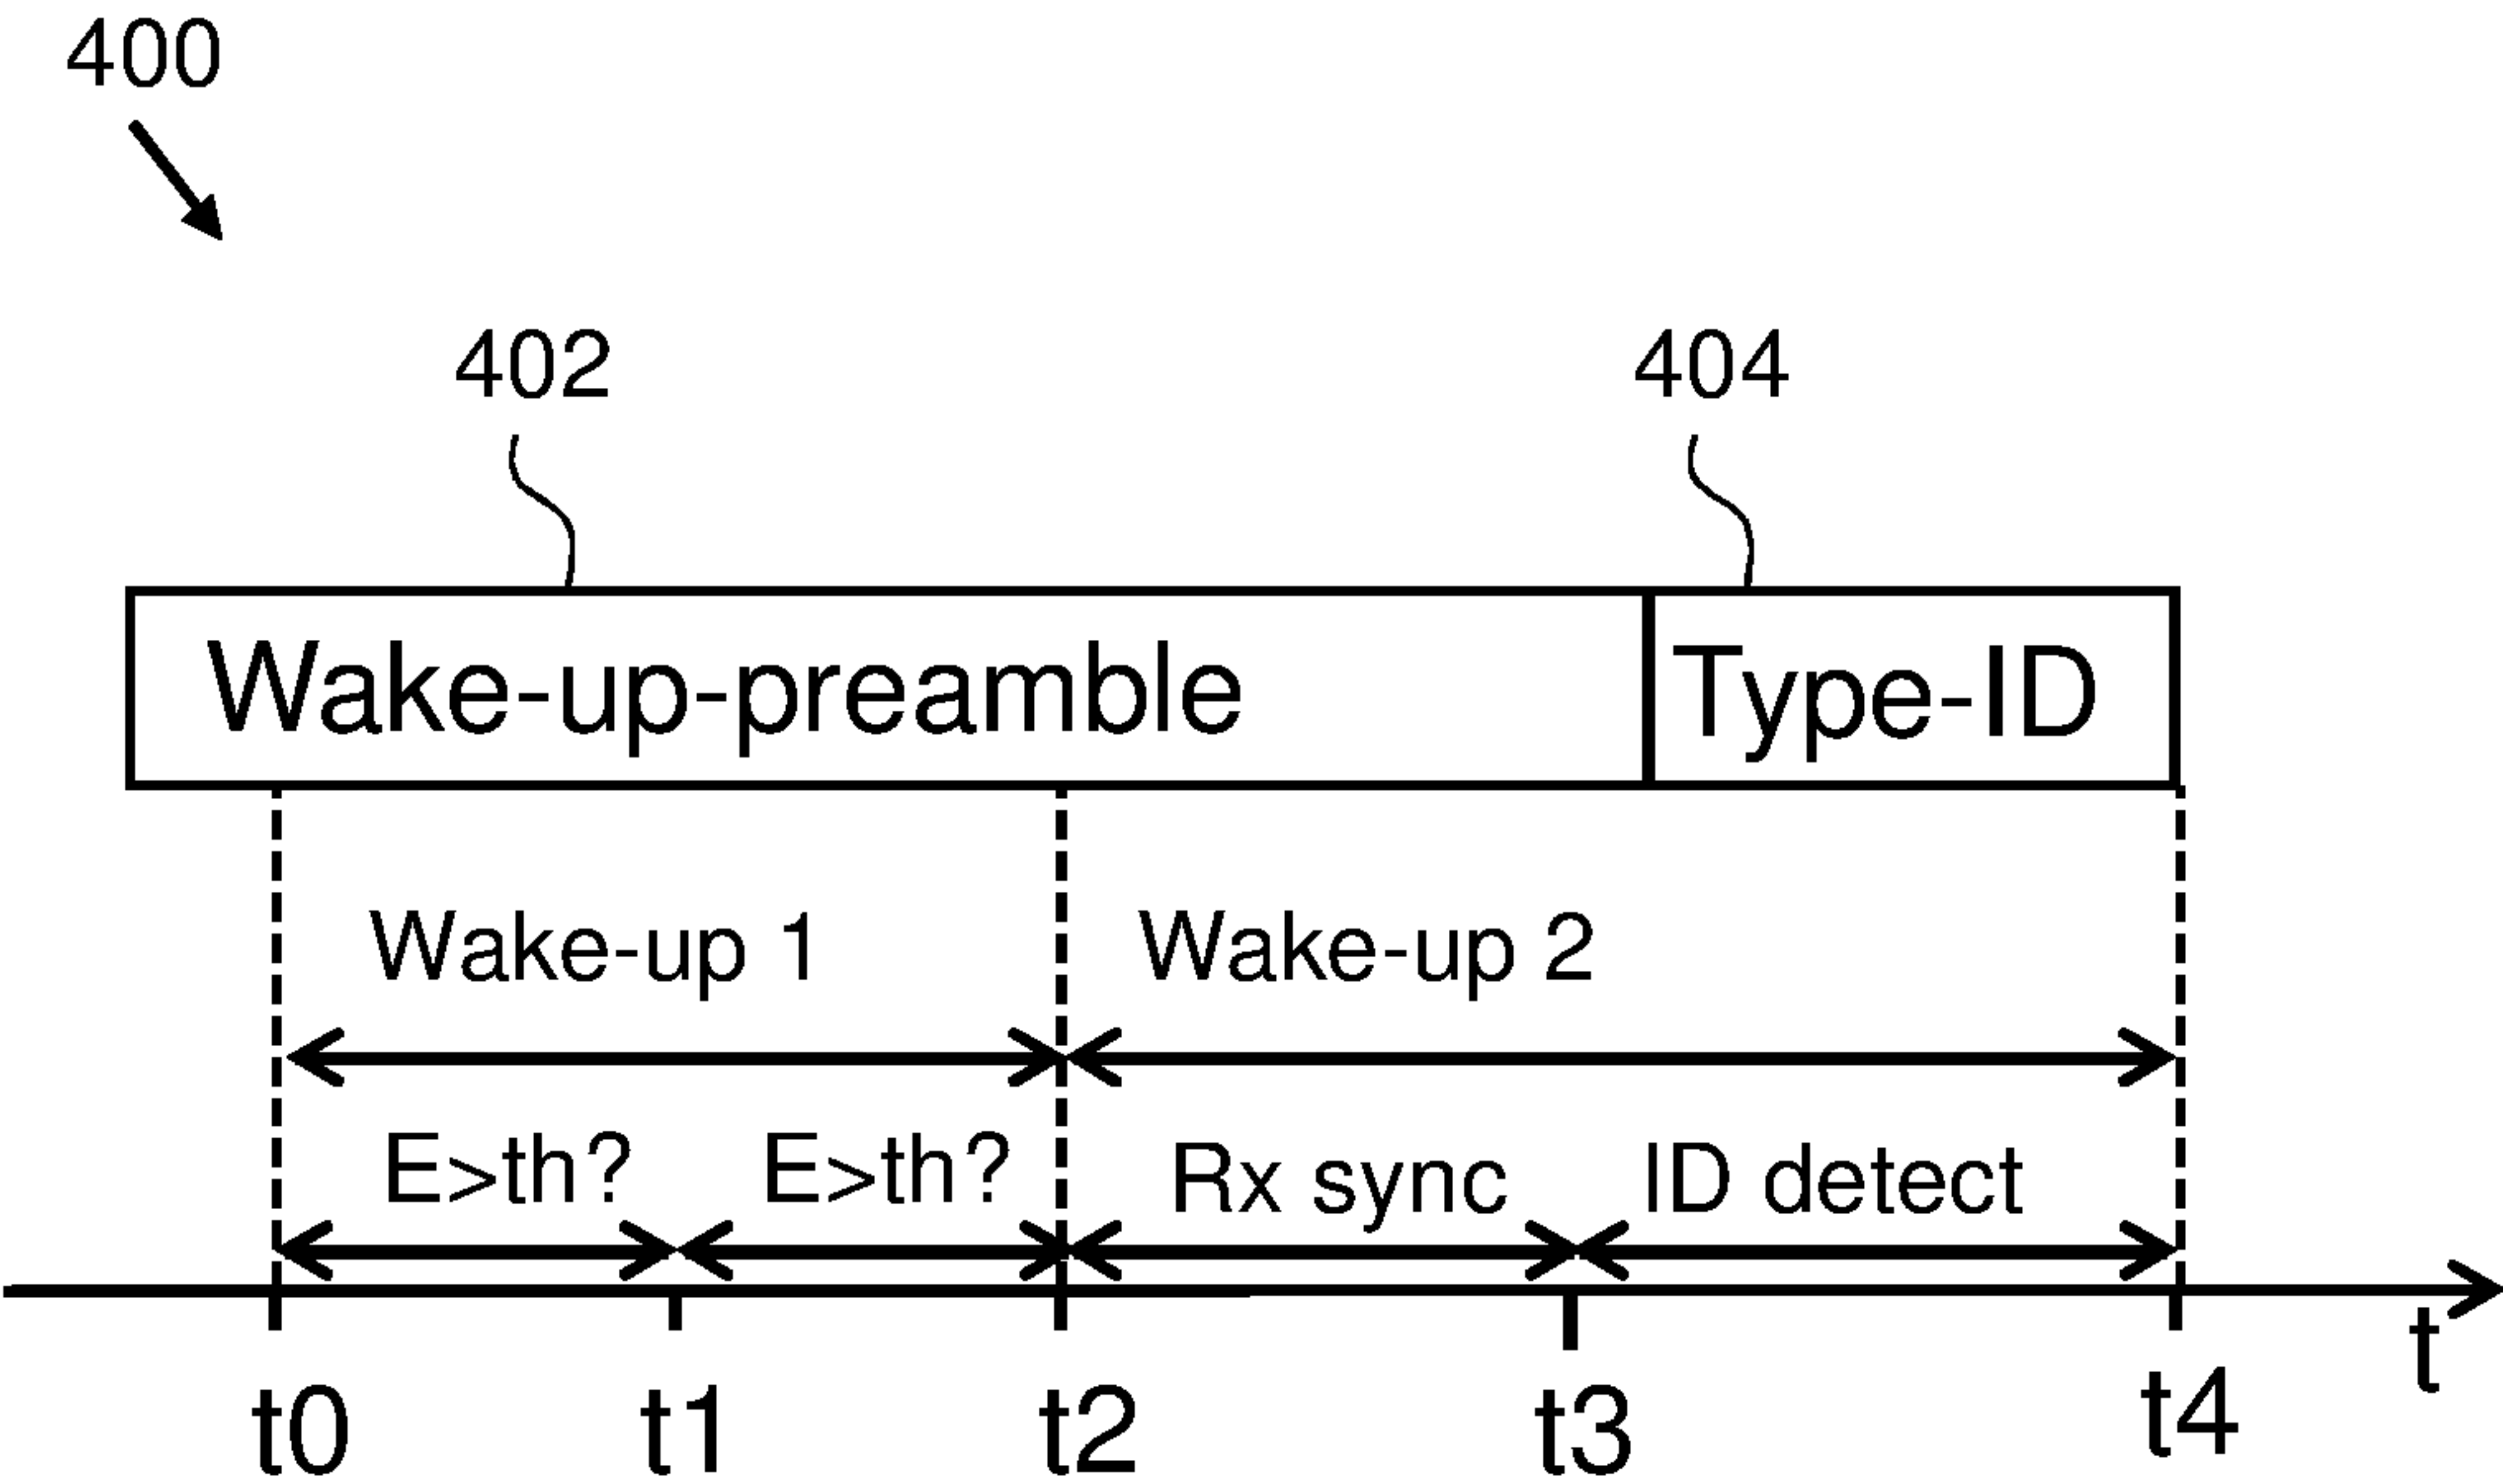 400
402 404
Wake-up-preamble Type-ID
Wake-up 1 Wake-up 2
E>th? E>th? Rx sync ID detect
t
t0 t1 t2 t3 t4